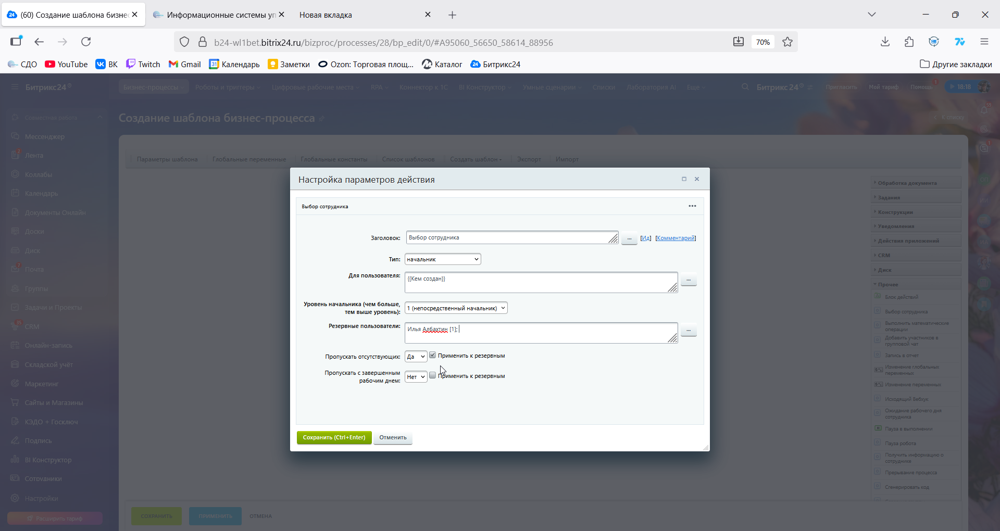 (60) Создание шаблона бизнес
Информационные системы уп
Новая вкладка
b24-wl1bet.bitrix24.ru/bizproc/processes/28/bp_edit/0/#A95060_56650_58614_88956
70%
СДО
YouTube
ВК
Twitch
Gmail
Календарь
Заметки
Ozon: Торговая площ...
Каталог
Битрикс24
Другие закладки
Битрикс24
Бизнес-процессы
Роботы и триггеры
Цифровые рабочие места
RPA
Коннектор к 1С
BI Конструктор
Умные сценарии
Списки
Лаборатория AI
Еще
Битрикс24
Пригласить
Мой тариф
Помощь
1
18:18
Совместная работа
Создание шаблона бизнес-процесса
К списку
Мессенджер
2
Лента
Коллабы
Календарь
Документы Онлайн
Доски
Диск
7
Почта
Группы
Задачи и Проекты
35
CRM
Онлайн-запись
Складской учёт
Маркетинг
Сайты и Магазины
КЭДО + Госключ
Подпись
BI Конструктор
Сотрудники
Настройки
Расширить тариф
Параметры шаблона
Глобальные переменные
Глобальные константы
Список шаблонов
Создать шаблон
Экспорт
Импорт
Настройка параметров действия
Выбор сотрудника
Заголовок:
Выбор сотрудника
...
[Ид]
[Комментарий]
Тип:
начальник
Для пользователя:
{{Кем создан}}
...
Уровень начальника (чем больше,
тем выше уровень):
1 (непосредственный начальник)
Резервные пользователи:
Илья Албахтин [1];
...
Пропускать отсутствующих:
Да
Применить к резервным
Пропускать с завершенным
рабочим днем:
Нет
Применить к резервным
Сохранить (Ctrl+Enter)
Отменить
Обработка документа
Задания
Конструкции
Уведомления
Действия приложений
CRM
Диск
Прочее
Блок действий
Выбор сотрудника
Выполнить математические
операции
Добавить участников в
групповой чат
Запись в отчет
Изменение глобальных
переменных
Изменение переменных
Исходящий Вебхук
Ожидание рабочего дня
сотрудника
Пауза в выполнении
Пауза робота
Получить информацию о
сотруднике
Прерывание процесса
Сгенерировать код
СОХРАНИТЬ
ПРИМЕНИТЬ
ОТМЕНА